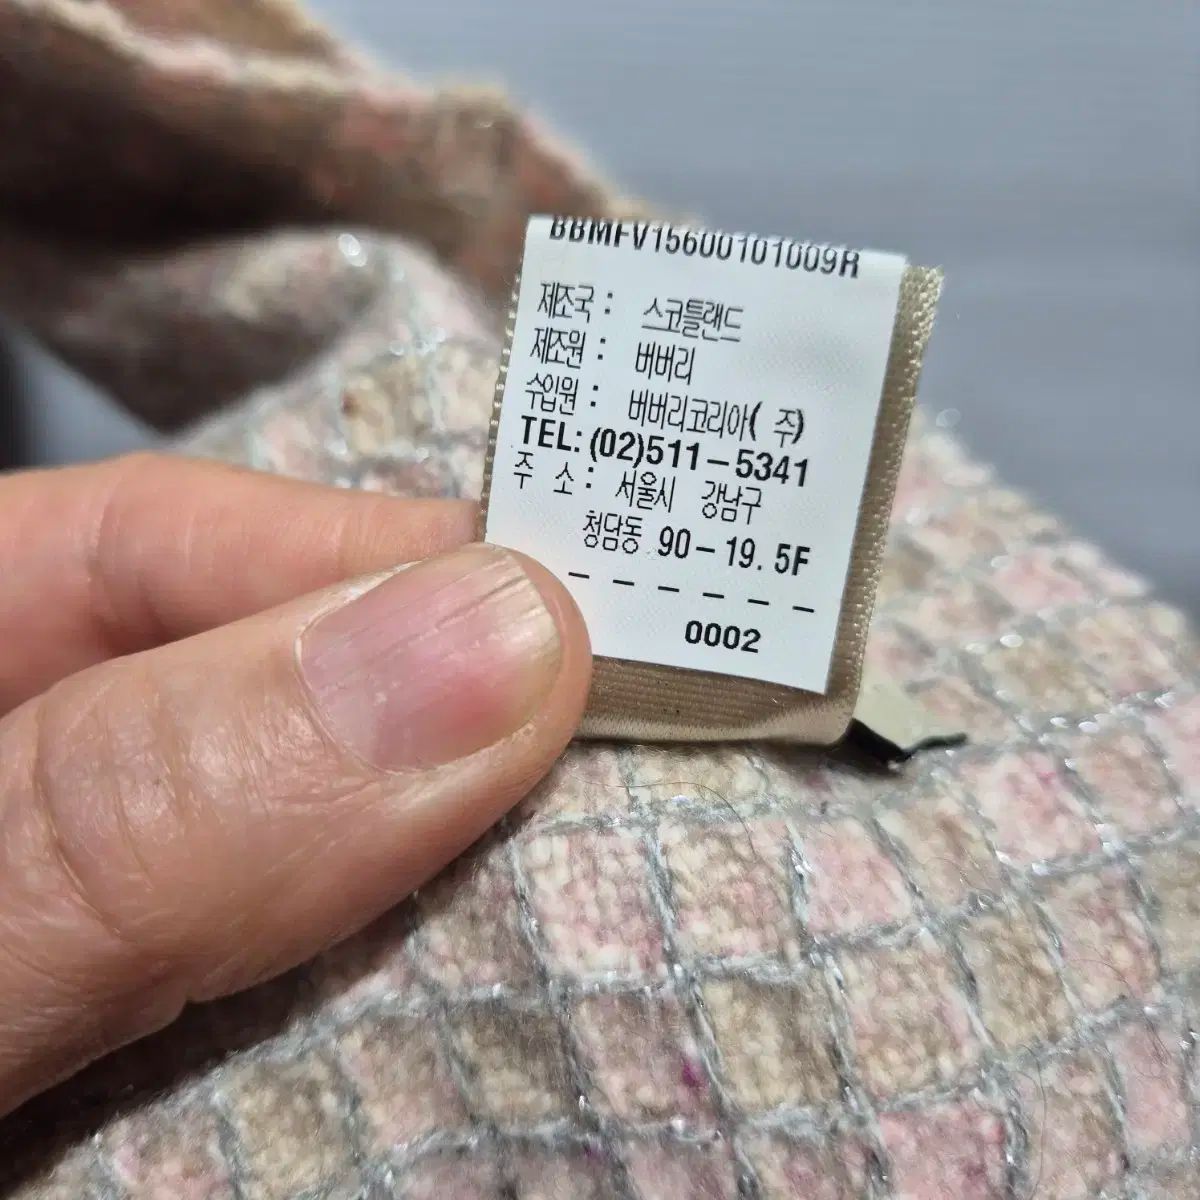 BBMFV15600101009R
제조국 : 스코틀랜드
제조원 : 버버리
수입원 : 버버리코리아( 주)
TEL: (02)511-5341
주 소 : 서울시 강남구
청담동 90-19. 5F
- - - - - -
0002